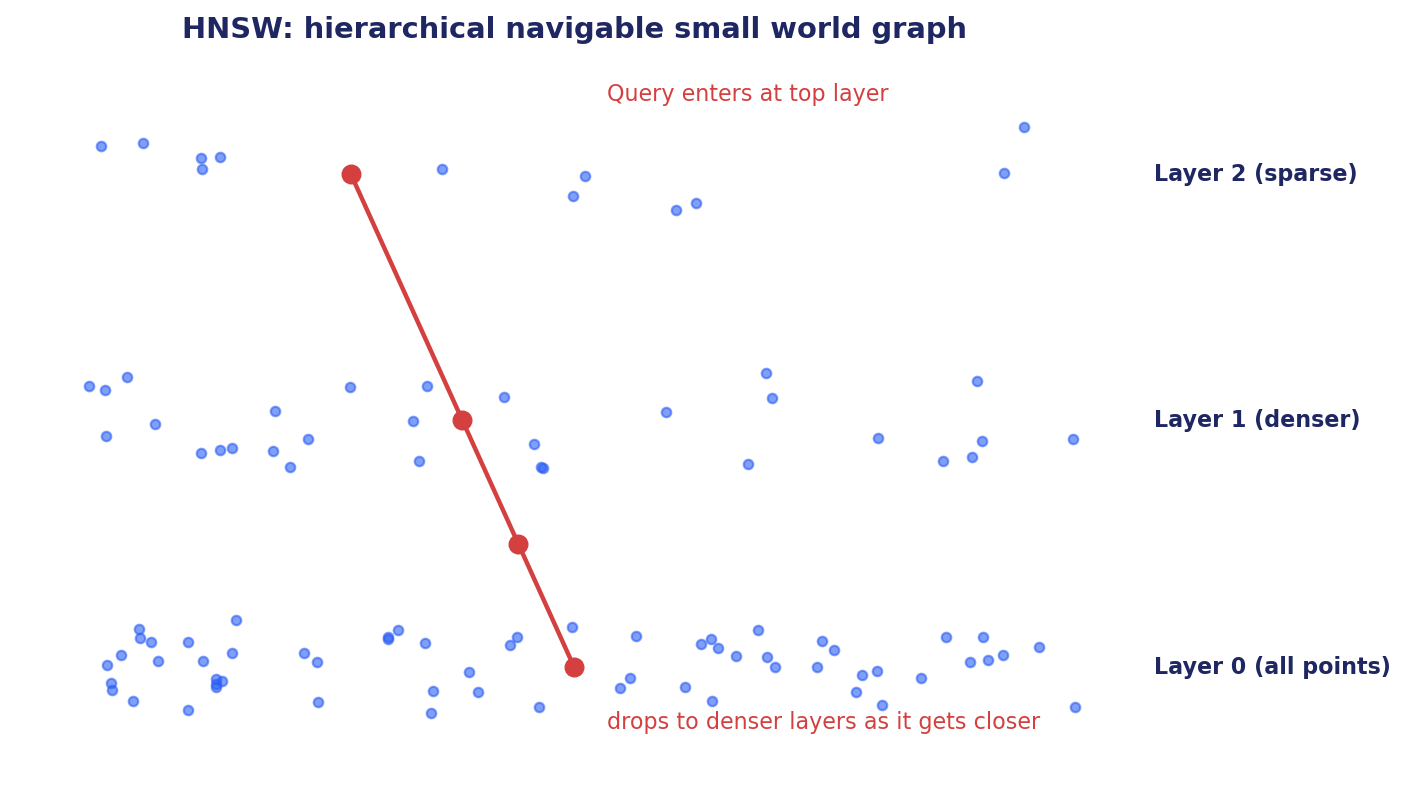 HNSW: hierarchical navigable small world graph
Query enters at top layer
Layer 2 (sparse)
Layer 1 (denser)
Layer 0 (all points)
drops to denser layers as it gets closer